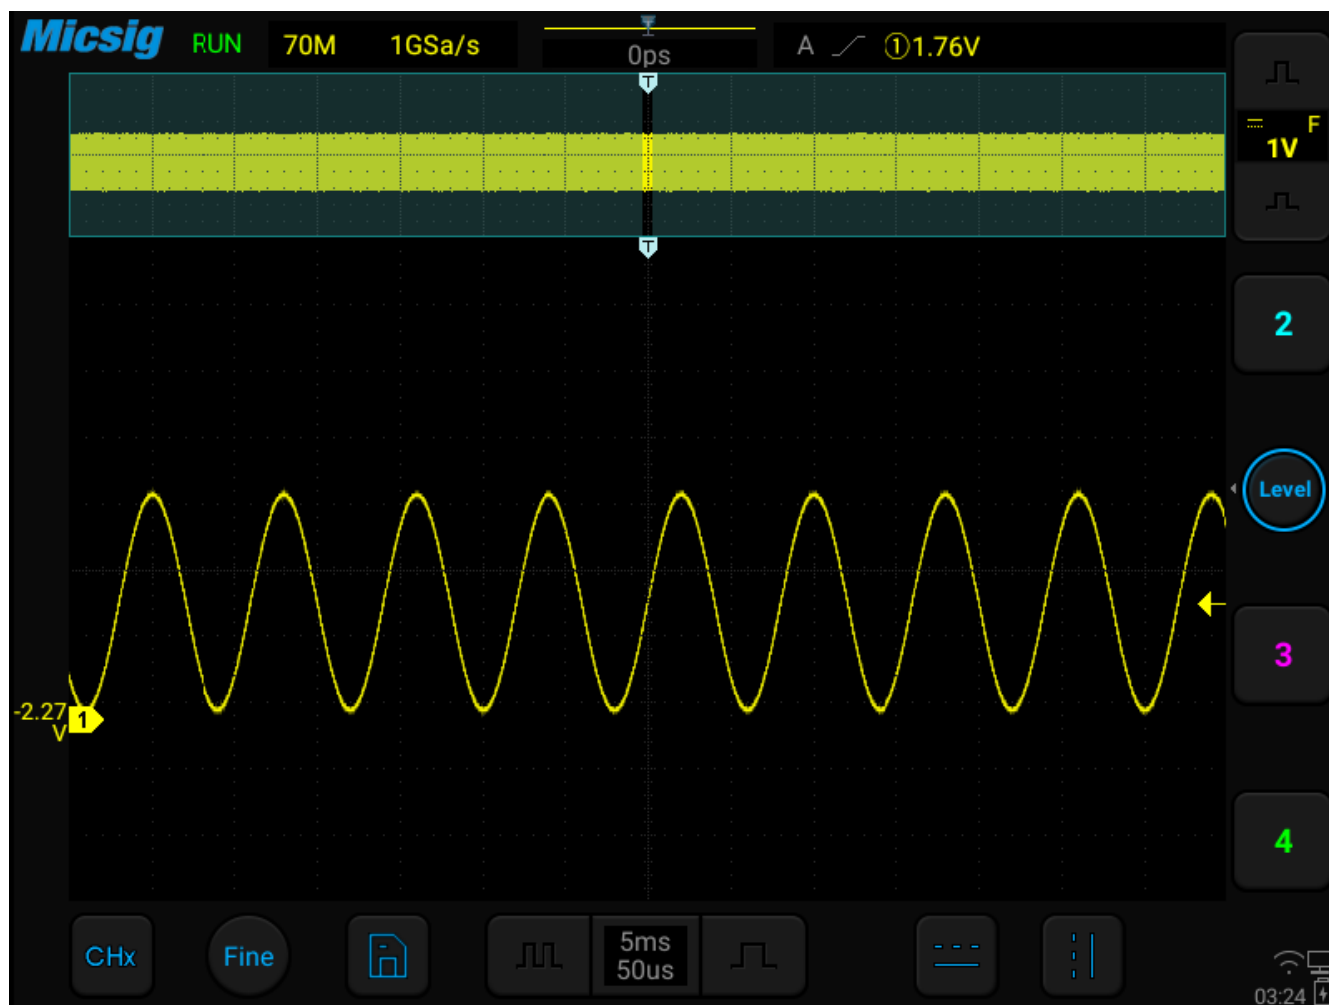 Micsig RUN 70M 1GSa/s 0ps A ①1.76V
T
F
1V
T
2
Level
3
-2.27
V
1
4
CHx Fine 5ms
50us
03:24